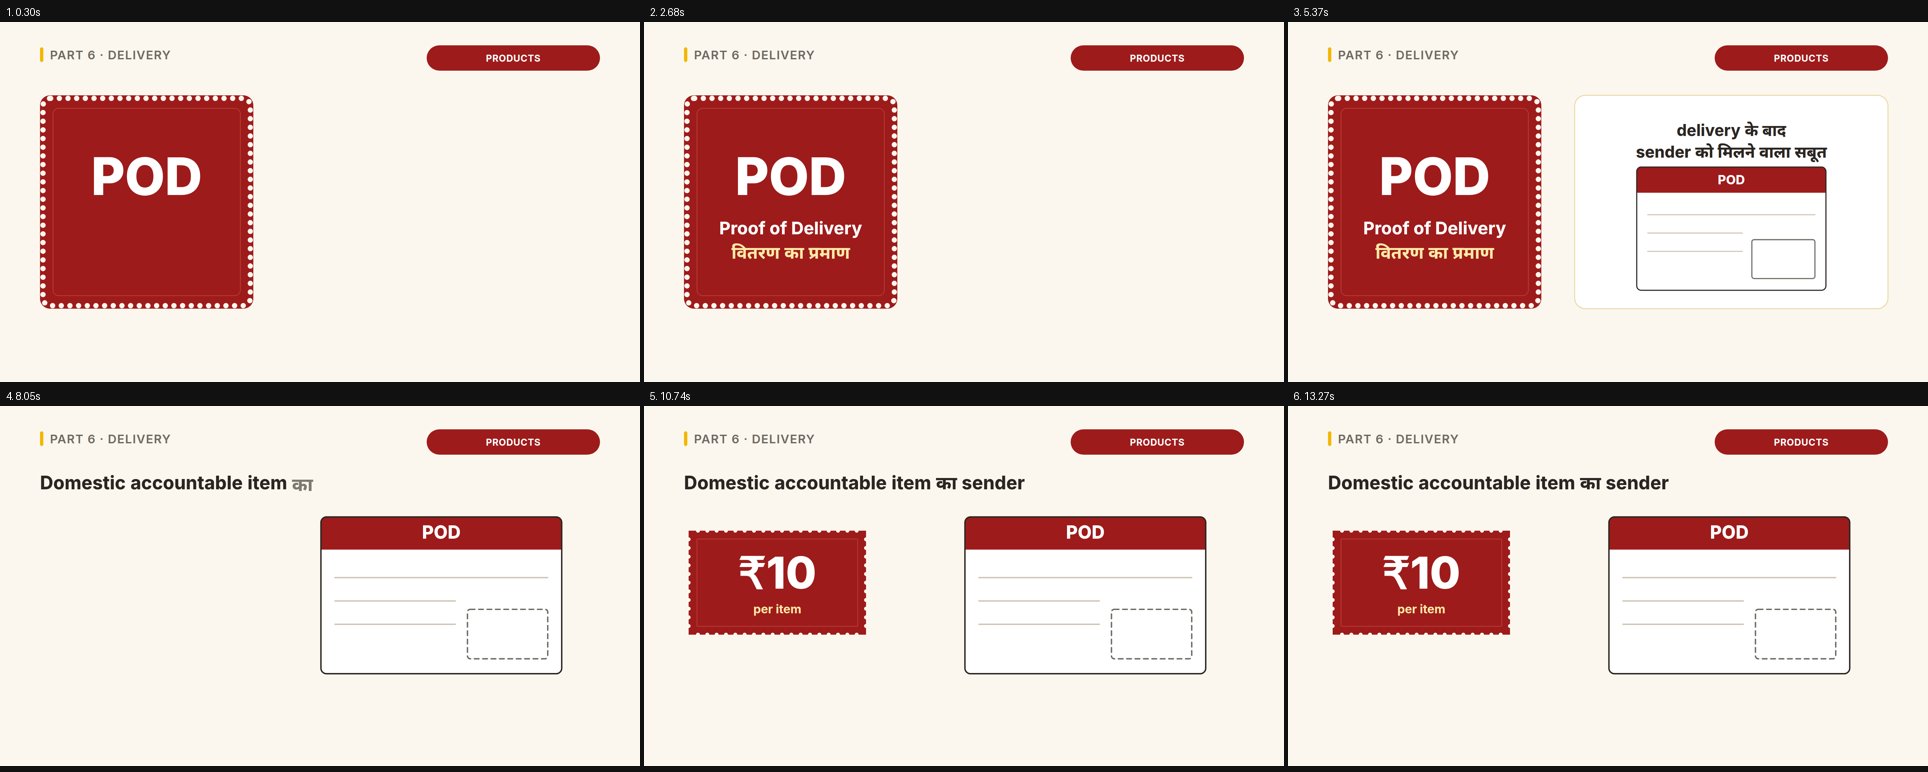 1. 0.30s
PART 6 · DELIVERY
PRODUCTS
POD
2. 2.68s
PART 6 · DELIVERY
PRODUCTS
POD
Proof of Delivery
वितरण का प्रमाण
3. 5.37s
PART 6 · DELIVERY
PRODUCTS
POD
Proof of Delivery
वितरण का प्रमाण
delivery के बाद
sender को मिलने वाला सबूत
POD
4. 8.05s
PART 6 · DELIVERY
PRODUCTS
Domestic accountable item का
POD
5. 10.74s
PART 6 · DELIVERY
PRODUCTS
Domestic accountable item का sender
₹10
per item
POD
6. 13.27s
PART 6 · DELIVERY
PRODUCTS
Domestic accountable item का sender
₹10
per item
POD